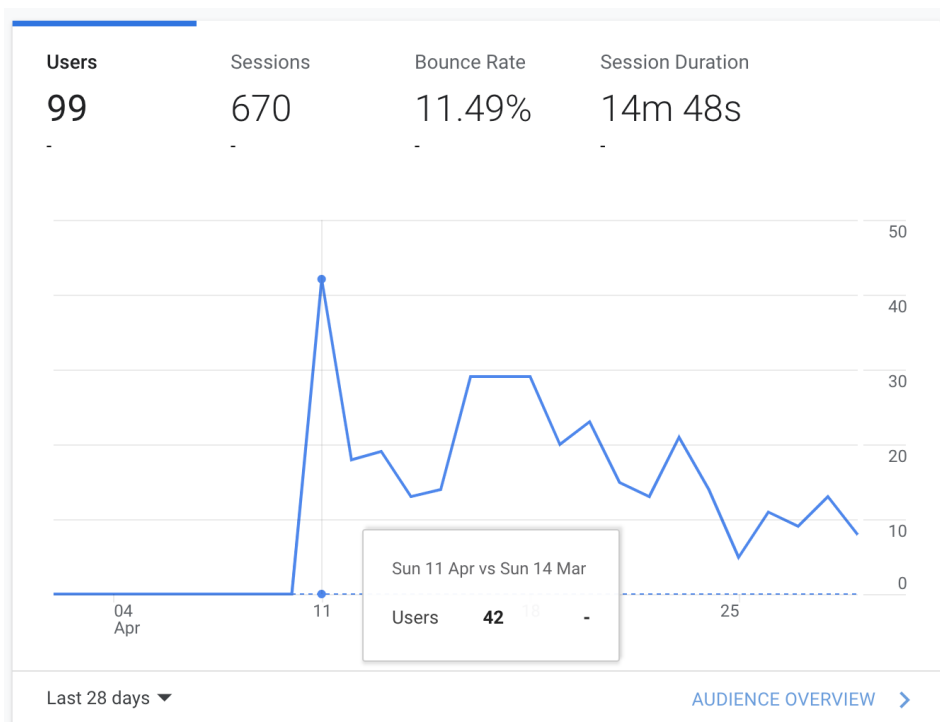 Users Sessions Bounce Rate Session Duration
99 670 11.49% 14m 48s
- - - -
50
40
30
20
10
0
Sun 11 Apr vs Sun 14 Mar
Users 42 -
04 11 18 25
Apr
Last 28 days AUDIENCE OVERVIEW